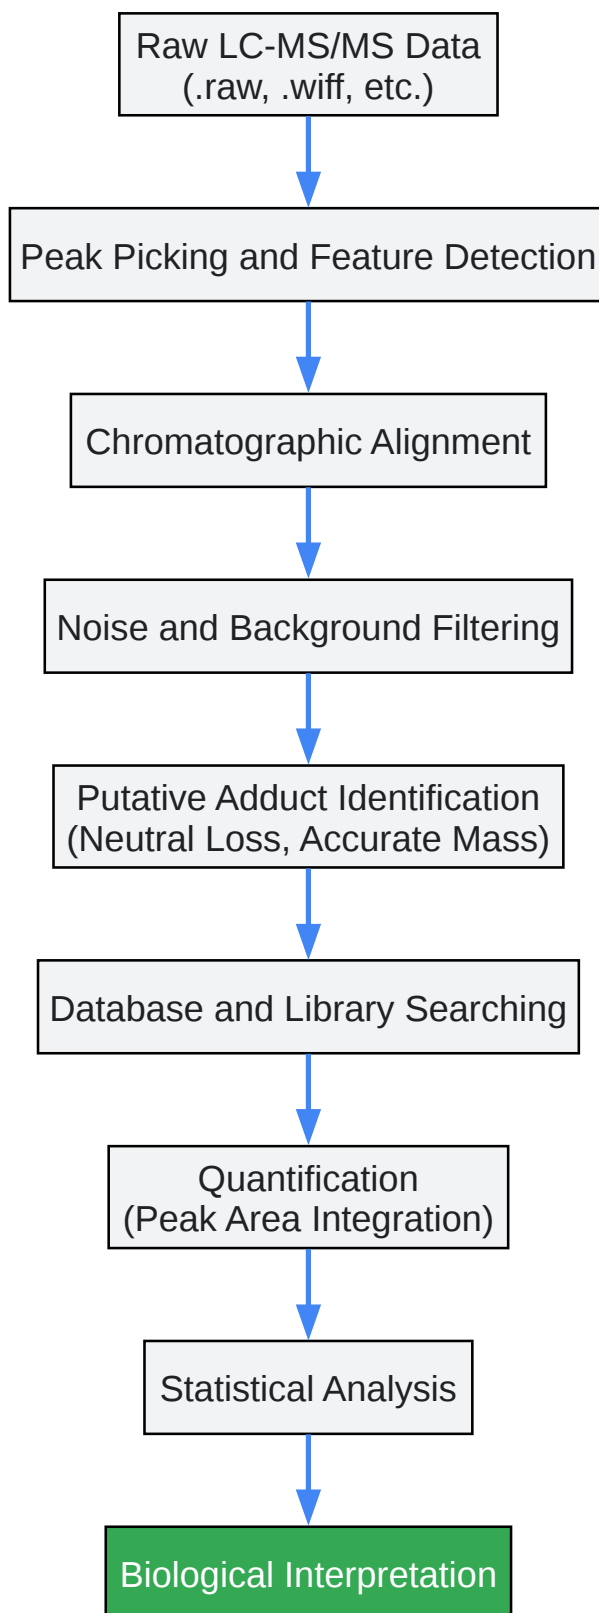 Raw LC-MS/MS Data
(.raw, .wiff, etc.)
Peak Picking and Feature Detection
Chromatographic Alignment
Noise and Background Filtering
Putative Adduct Identification
(Neutral Loss, Accurate Mass)
Database and Library Searching
Quantification
(Peak Area Integration)
Statistical Analysis
Biological Interpretation